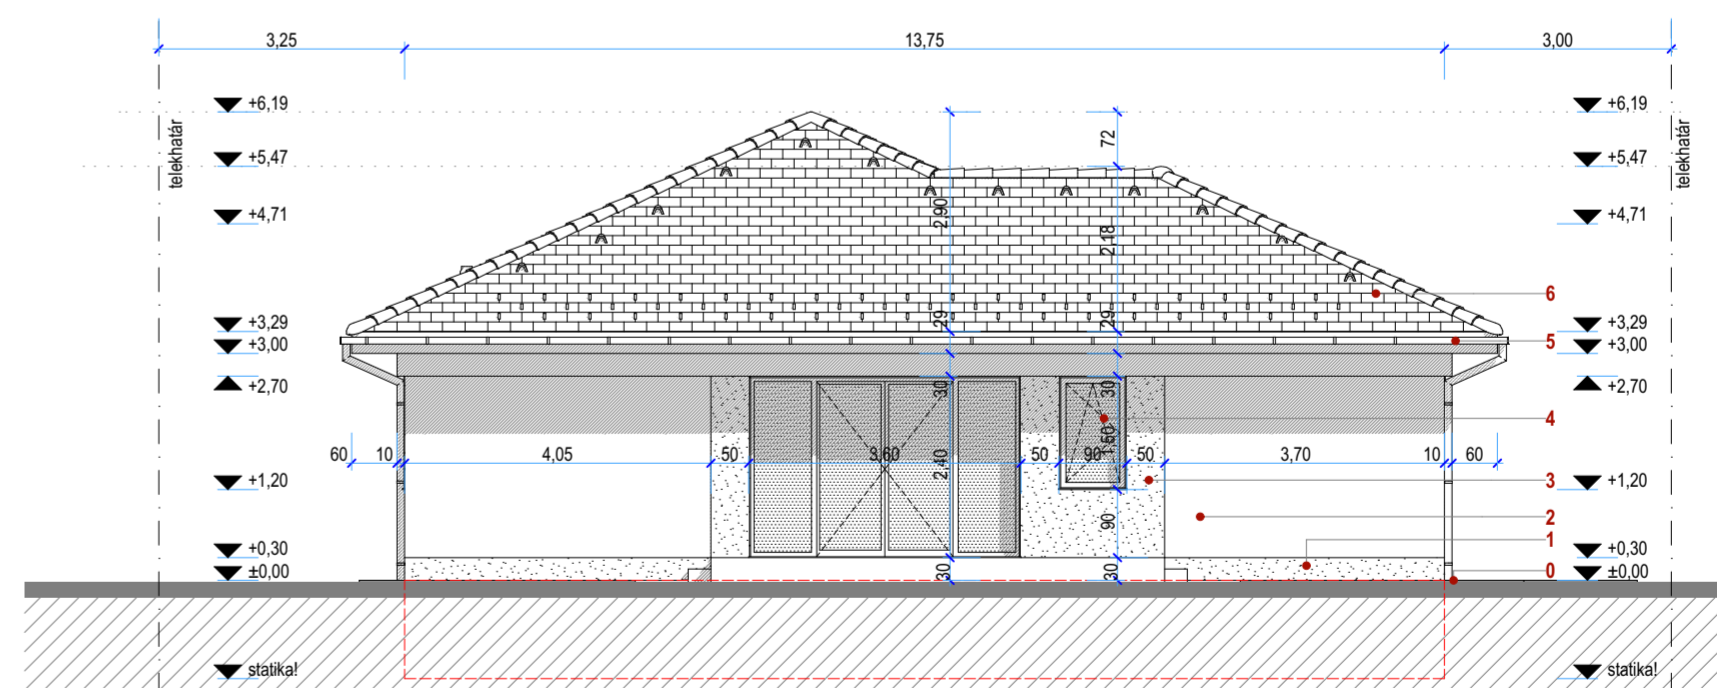 3,25 13,75 3,00
+6,19 +6,19
72
telekhatár telekhatár
+5,47 +5,47
+4,71 2,90 2,18 +4,71
6
+3,29 29 29 +3,29
+3,00 5 +3,00
+2,70 30 30 +2,70
4
60 10 4,05 50 3,60 50 90 50 3,70 10 60
2,40 1,50
+1,20 3 +1,20
90 2
1
+0,30 +0,30
±0,00 30 30 0 ±0,00
statika! statika!